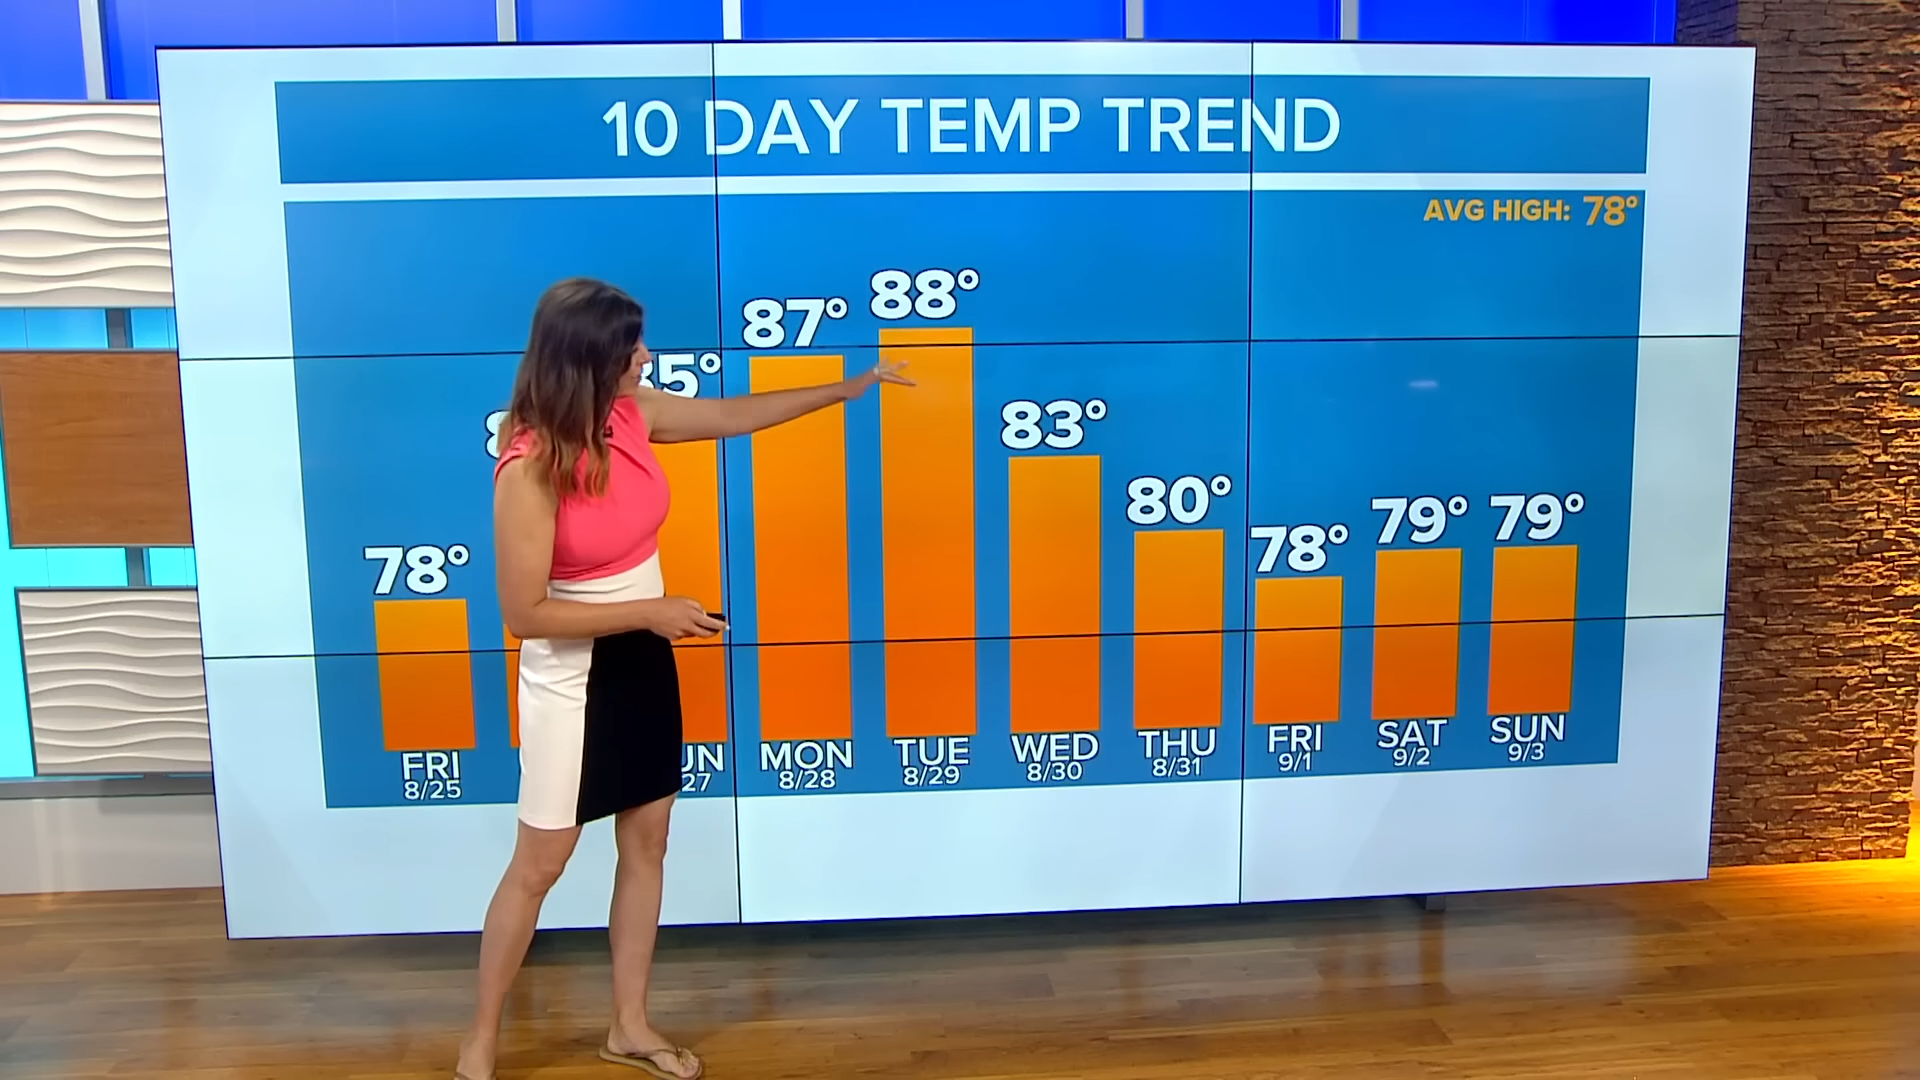 10 DAY TEMP TREND
AVG HIGH: 78°
78°
87°
88°
83°
80°
78°
79°
79°
FRI
8/25
MON
8/28
TUE
8/29
WED
8/30
THU
8/31
FRI
9/1
SAT
9/2
SUN
9/3